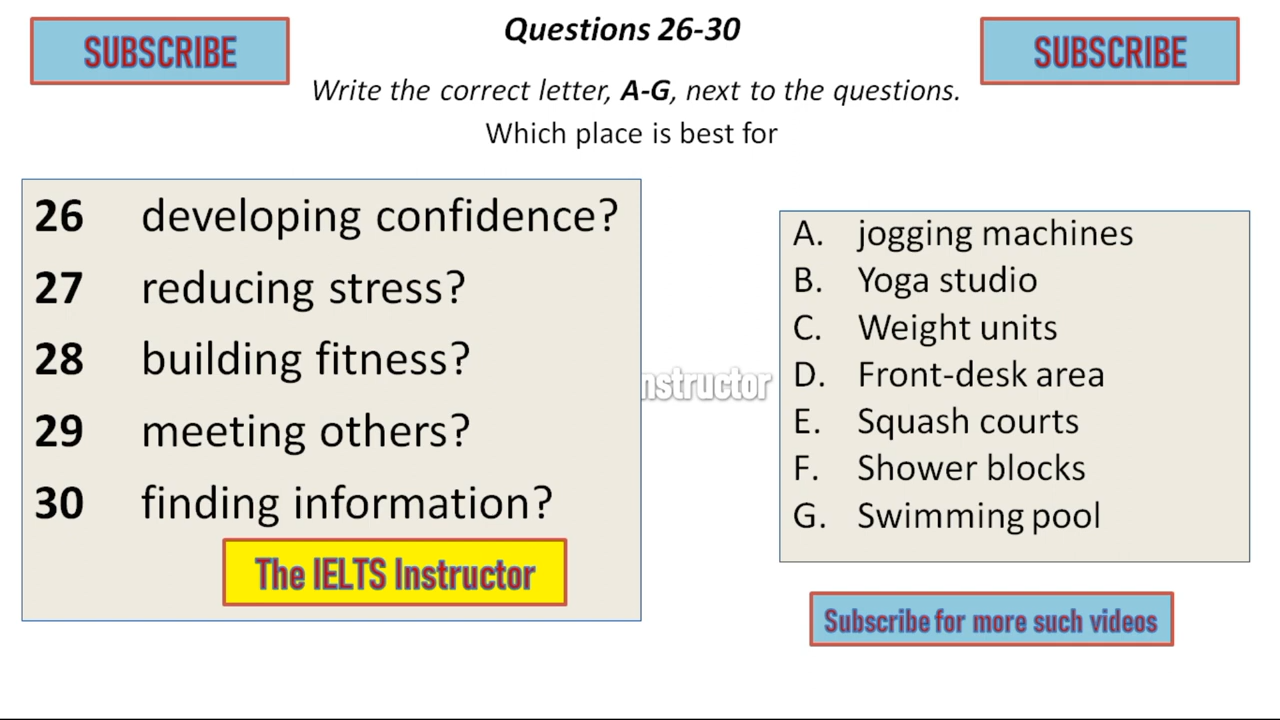 SUBSCRIBE
Questions 26-30
SUBSCRIBE
Write the correct letter, A-G, next to the questions.
Which place is best for
26 developing confidence?
27 reducing stress?
28 building fitness?
29 meeting others?
30 finding information?
The IELTS Instructor
A. jogging machines
B. Yoga studio
C. Weight units
D. Front-desk area
E. Squash courts
F. Shower blocks
G. Swimming pool
Subscribe for more such videos